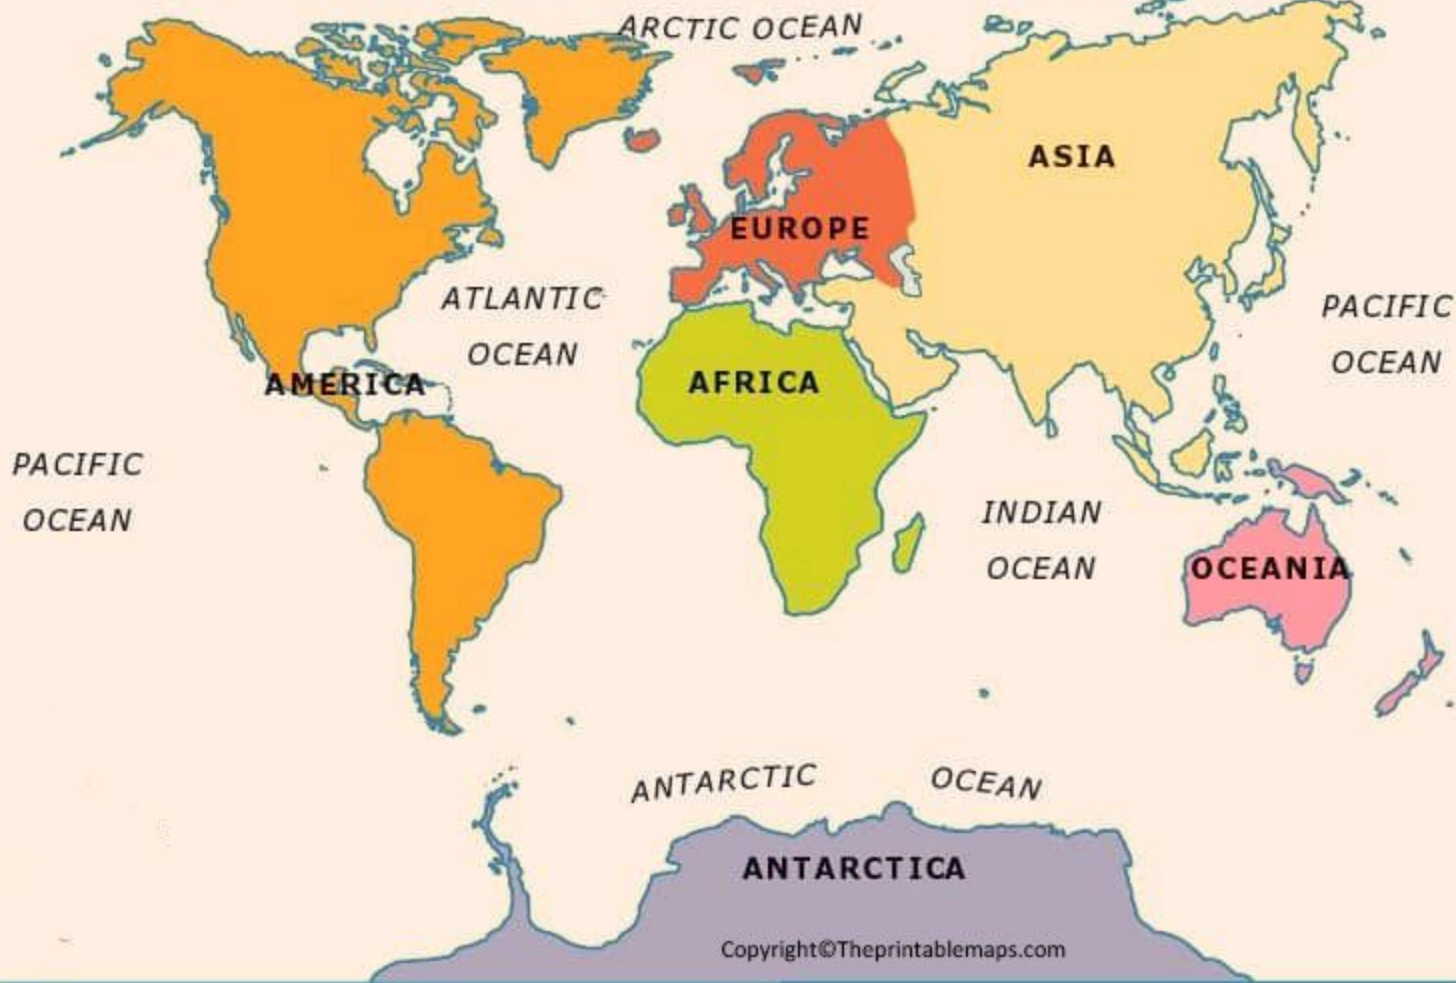 ARCTIC OCEAN
ASIA
EUROPE
ATLANTIC
OCEAN
PACIFIC
OCEAN
AMERICA
AFRICA
PACIFIC
OCEAN
INDIAN
OCEAN
OCEANIA
ANTARCTIC OCEAN
ANTARCTICA
Copyright©Theprintablemaps.com